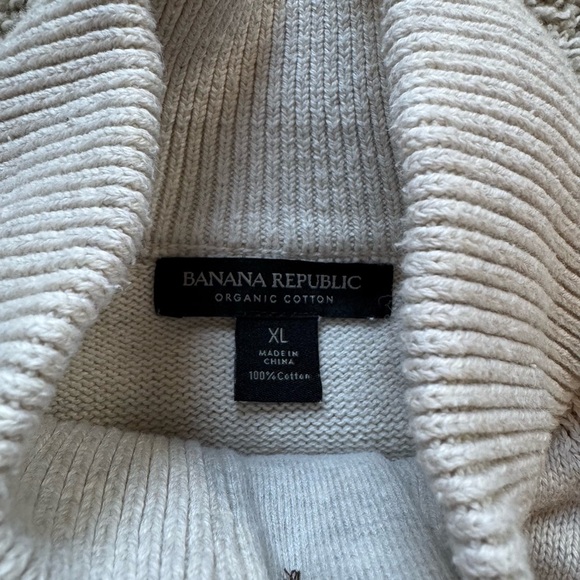 BANANA REPUBLIC
ORGANIC COTTON
XL
MADE IN
CHINA
100% Cotton